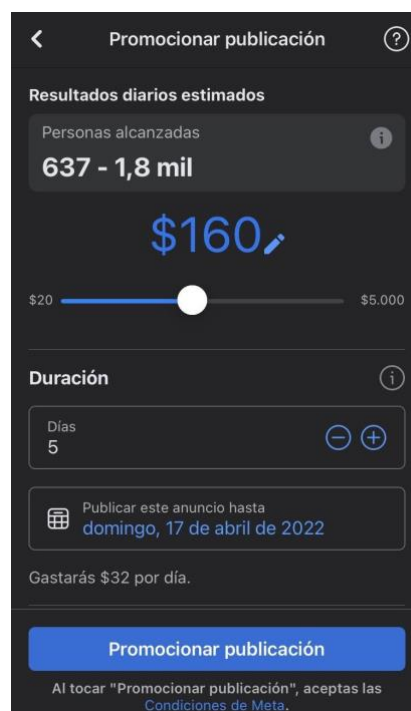 Promocionar publicación
Resultados diarios estimados
Personas alcanzadas
637 - 1,8 mil
$160
$20
$5.000
Duración
Días
5
Publicar este anuncio hasta
domingo, 17 de abril de 2022
Gastarás $32 por día.
Promocionar publicación
Al tocar "Promocionar publicación", aceptas las
Condiciones de Meta.